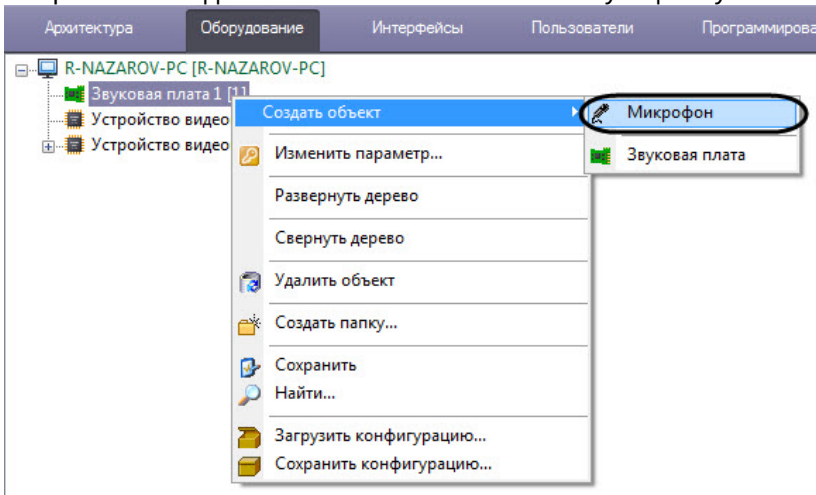 Архитектура Оборудование Интерфейсы Пользователи Программирова
R-NAZAROV-PC [R-NAZAROV-PC]
Звуковая плата 1 [1]
Устройство видео
Устройство видео
Создать объект
Изменить параметр...
Развернуть дерево
Свернуть дерево
Удалить объект
Создать папку...
Сохранить
Найти...
Загрузить конфигурацию...
Сохранить конфигурацию...
Микрофон
Звуковая плата